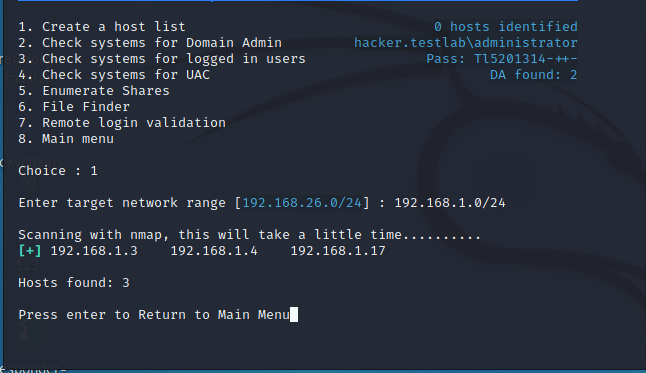 1. Create a host list 0 hosts identified
2. Check systems for Domain Admin hacker.testlab\administrator
3. Check systems for logged in users Pass: Tl5201314-++-
4. Check systems for UAC DA found: 2
5. Enumerate Shares
6. File Finder
7. Remote login validation
8. Main menu
Choice : 1
Enter target network range [192.168.26.0/24] : 192.168.1.0/24
Scanning with nmap, this will take a little time..........
[+] 192.168.1.3 192.168.1.4 192.168.1.17
Hosts found: 3
Press enter to Return to Main Menu